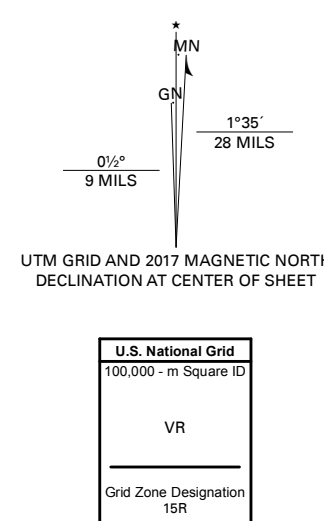 ★
MN
GN
1°35´
28 MILS
0½°
9 MILS
UTM GRID AND 2017 MAGNETIC NORTH
DECLINATION AT CENTER OF SHEET
U.S. National Grid
100,000 - m Square ID
VR
Grid Zone Designation
15R